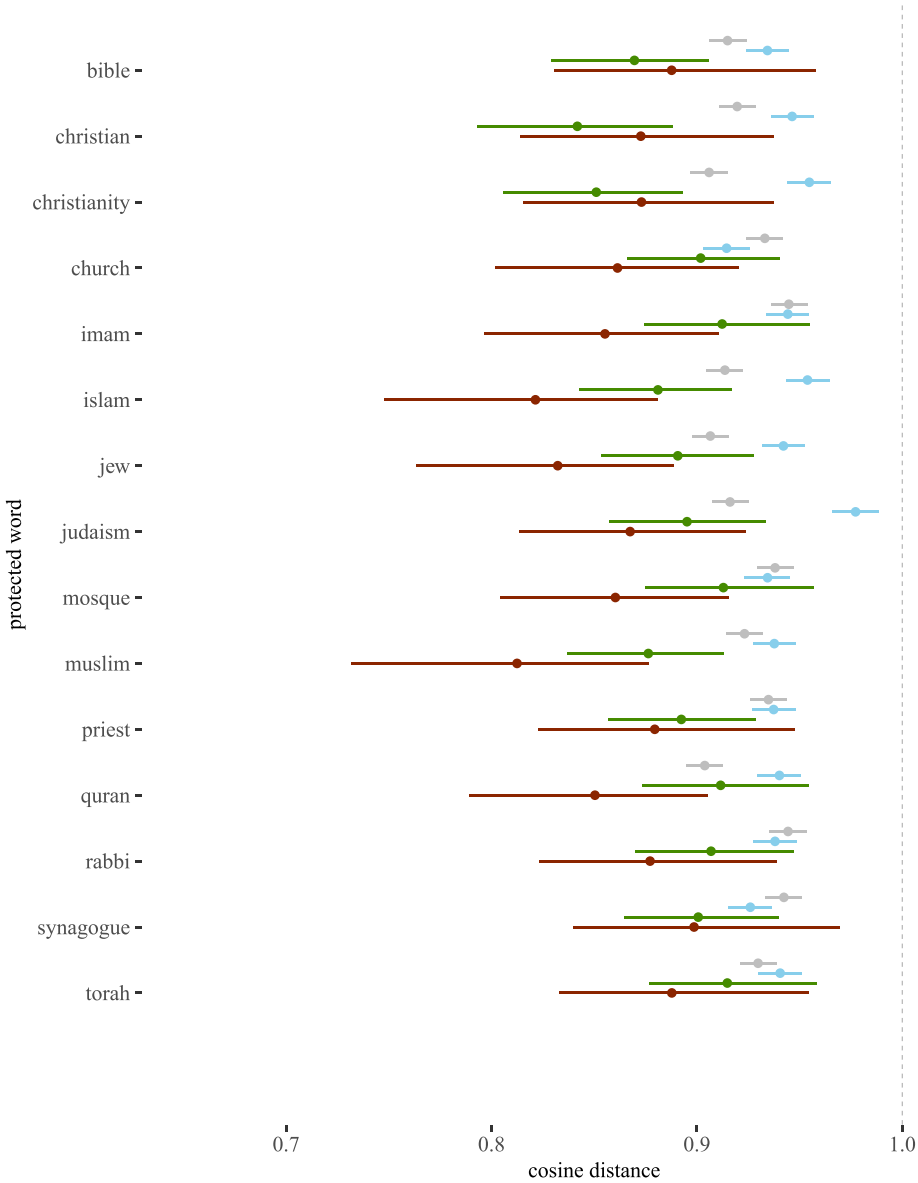 protected word
bible
christian
christianity
church
imam
islam
jew
judaism
mosque
muslim
priest
quran
rabbi
synagogue
torah
0.7 0.8 0.9 1.0
cosine distance